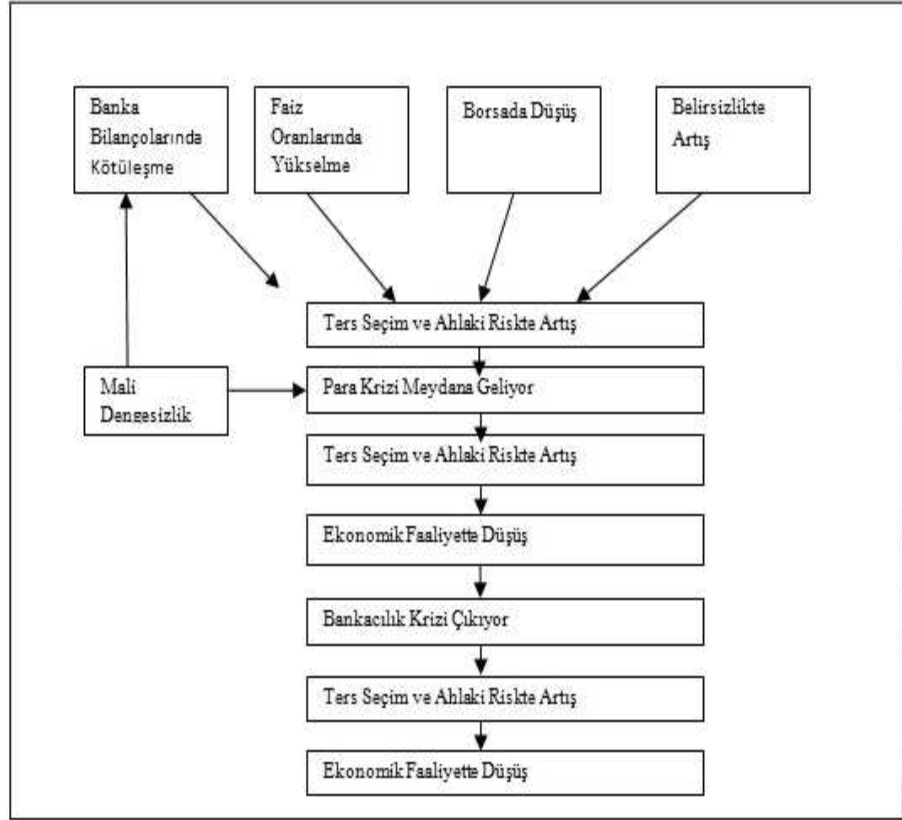 Banka
Bilançolarında
Kötüleşme
Faiz
Oranlarında
Yükselme
Borsada Düşüş
Belirsizlikte
Artış
Ters Seçim ve Ahlaki Riskte Artış
Mali
Dengesizlik
Para Krizi Meydana Geliyor
Ters Seçim ve Ahlaki Riskte Artış
Ekonomik Faaliyette Düşüş
Bankacılık Krizi Çıkıyor
Ters Seçim ve Ahlaki Riskte Artış
Ekonomik Faaliyette Düşüş